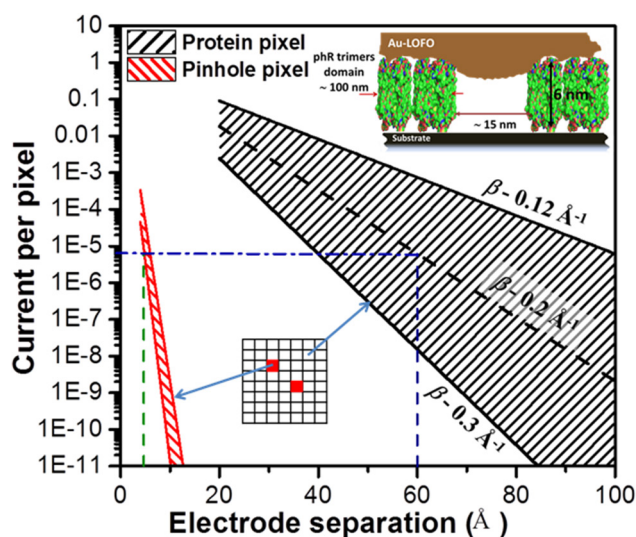 Protein pixel
Pinhole pixel
Au-LOFO
phR trimers
domain
~ 100 nm
6 nm
~ 15 nm
Substrate
Current per pixel
10
1
0.1
0.01
1E-3
1E-4
1E-5
1E-6
1E-7
1E-8
1E-9
1E-10
1E-11
β - 0.12 Å⁻¹
β - 0.2 Å⁻¹
β - 0.3 Å⁻¹
0 20 40 60 80 100
Electrode separation (Å)